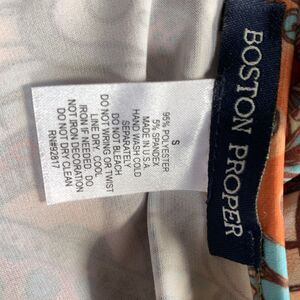 BOSTON PROPER
S
95% POLYESTER
5% SPANDEX
MADE IN U.S.A
HAND WASH COLD
SEPARATELY
DO NOT BLEACH
DO NOT WRING OR TWIST
LINE DRY, COOL
IRON IF NEEDED. DO
NOT IRON DECORATION
DO NOT DRY CLEAN
RN#92817